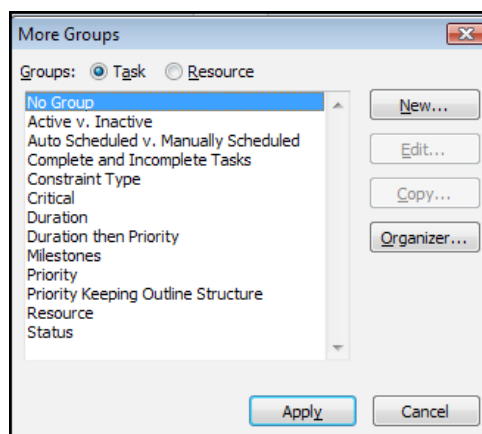 More Groups
Groups: Task Resource
No Group
Active v. Inactive
Auto Scheduled v. Manually Scheduled
Complete and Incomplete Tasks
Constraint Type
Critical
Duration
Duration then Priority
Milestones
Priority
Priority Keeping Outline Structure
Resource
Status
New...
Edit...
Copy...
Organizer...
Apply Cancel